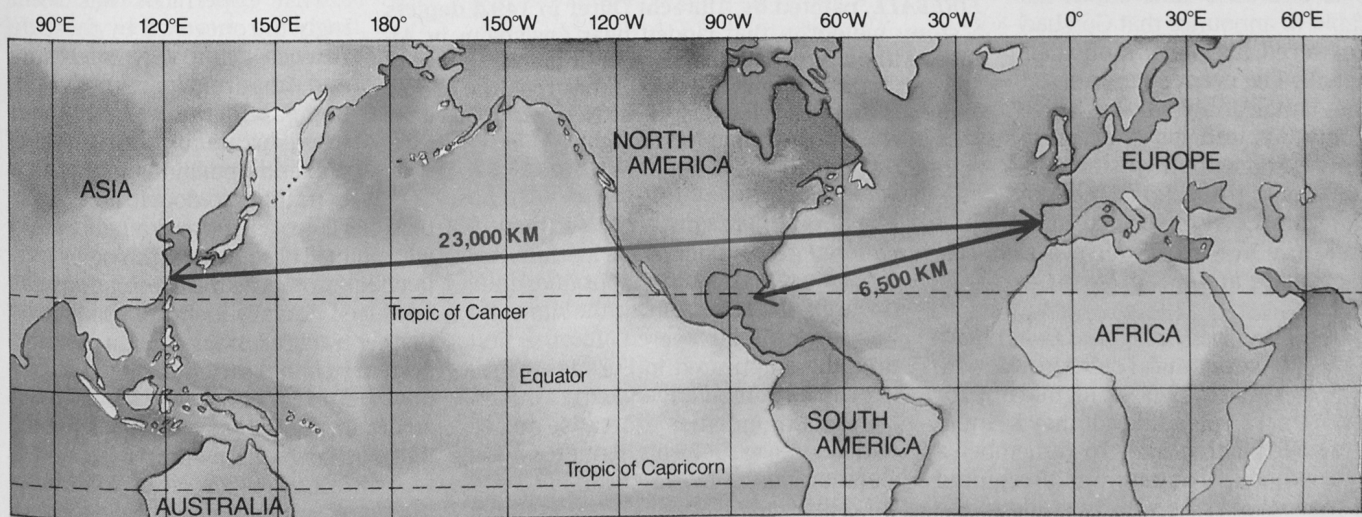 90°E 120°E 150°E 180° 150°W 120°W 90°W 60°W 30°W 0° 30°E 60°E
NORTH
AMERICA
EUROPE
ASIA
23,000 KM
6,500 KM
Tropic of Cancer
AFRICA
Equator
SOUTH
AMERICA
Tropic of Capricorn
AUSTRALIA